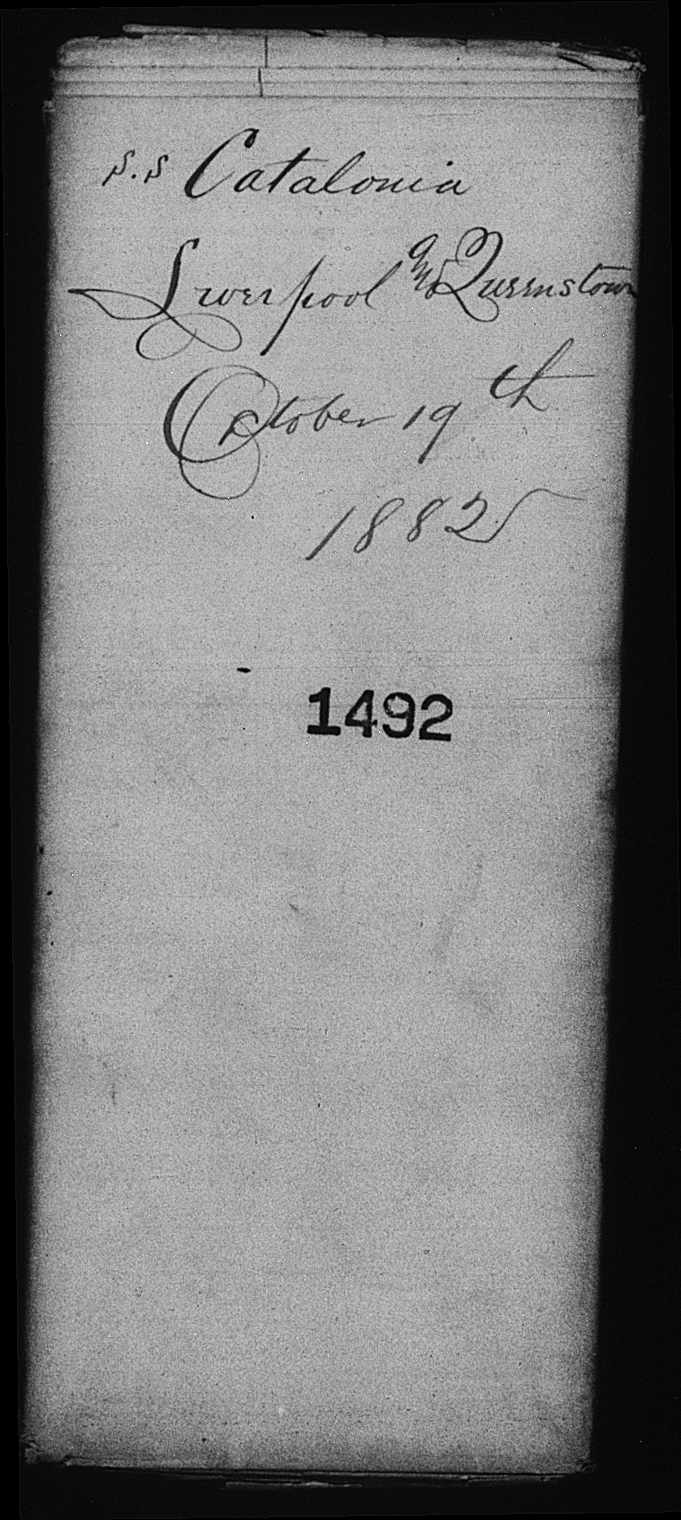 S.S Catalonia
Liverpool & Queenstown
October 19th
1882
1492